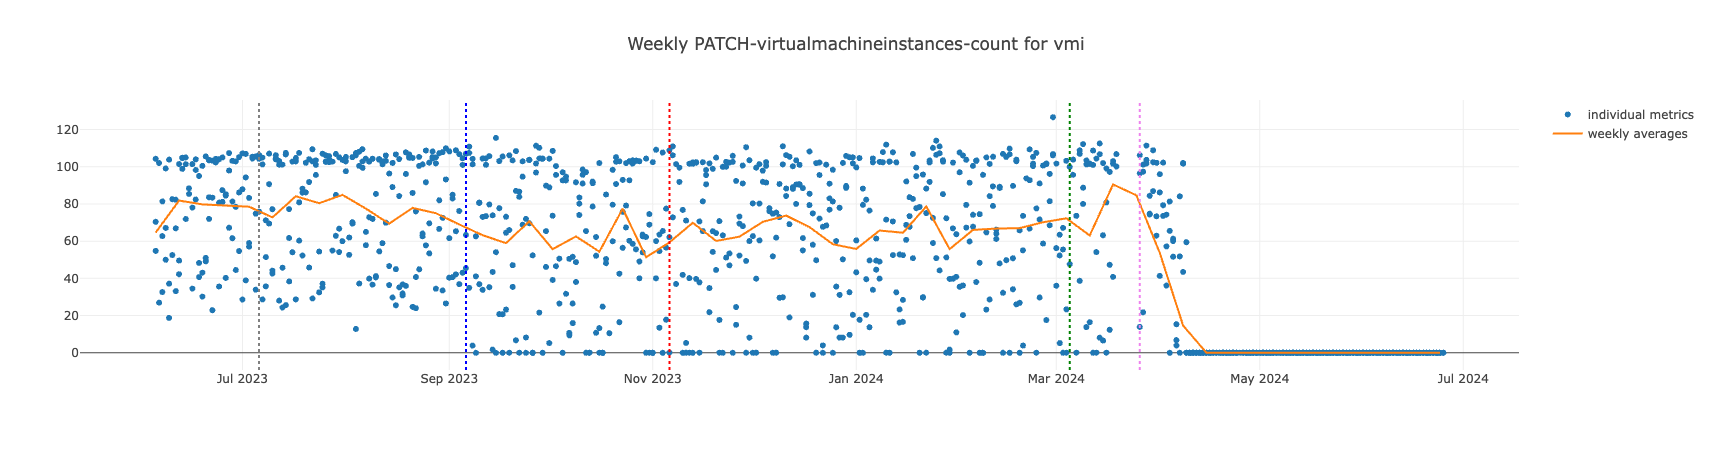 Weekly PATCH-virtualmachineinstances-count for vmi
individual metrics
weekly averages
120
100
80
60
40
20
0
Jul 2023
Sep 2023
Nov 2023
Jan 2024
Mar 2024
May 2024
Jul 2024